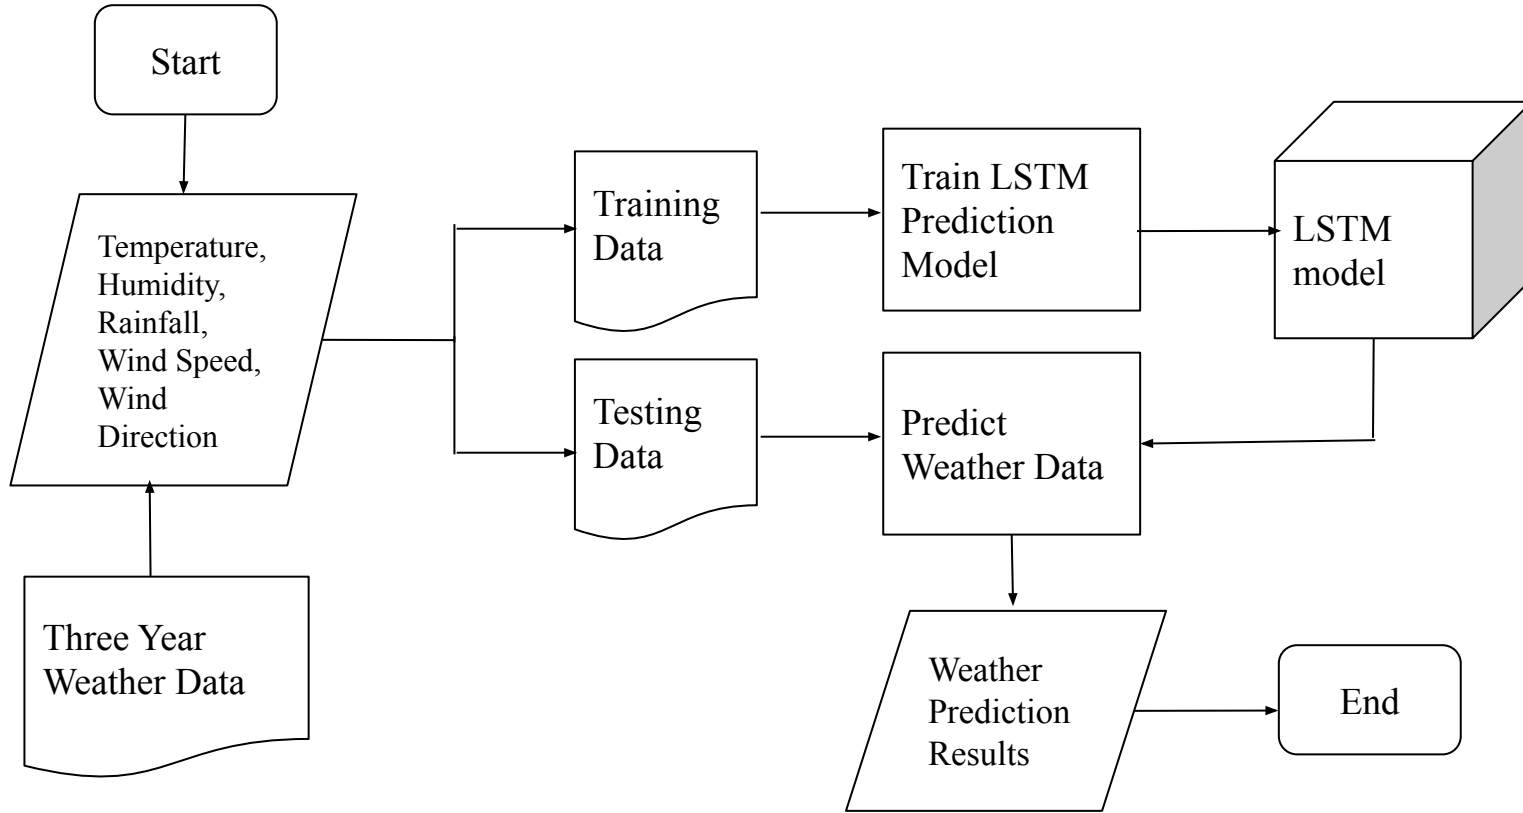 Start
Temperature,
Humidity,
Rainfall,
Wind Speed,
Wind
Direction
Three Year
Weather Data
Training
Data
Testing
Data
Train LSTM
Prediction
Model
LSTM
model
Predict
Weather Data
Weather
Prediction
Results
End